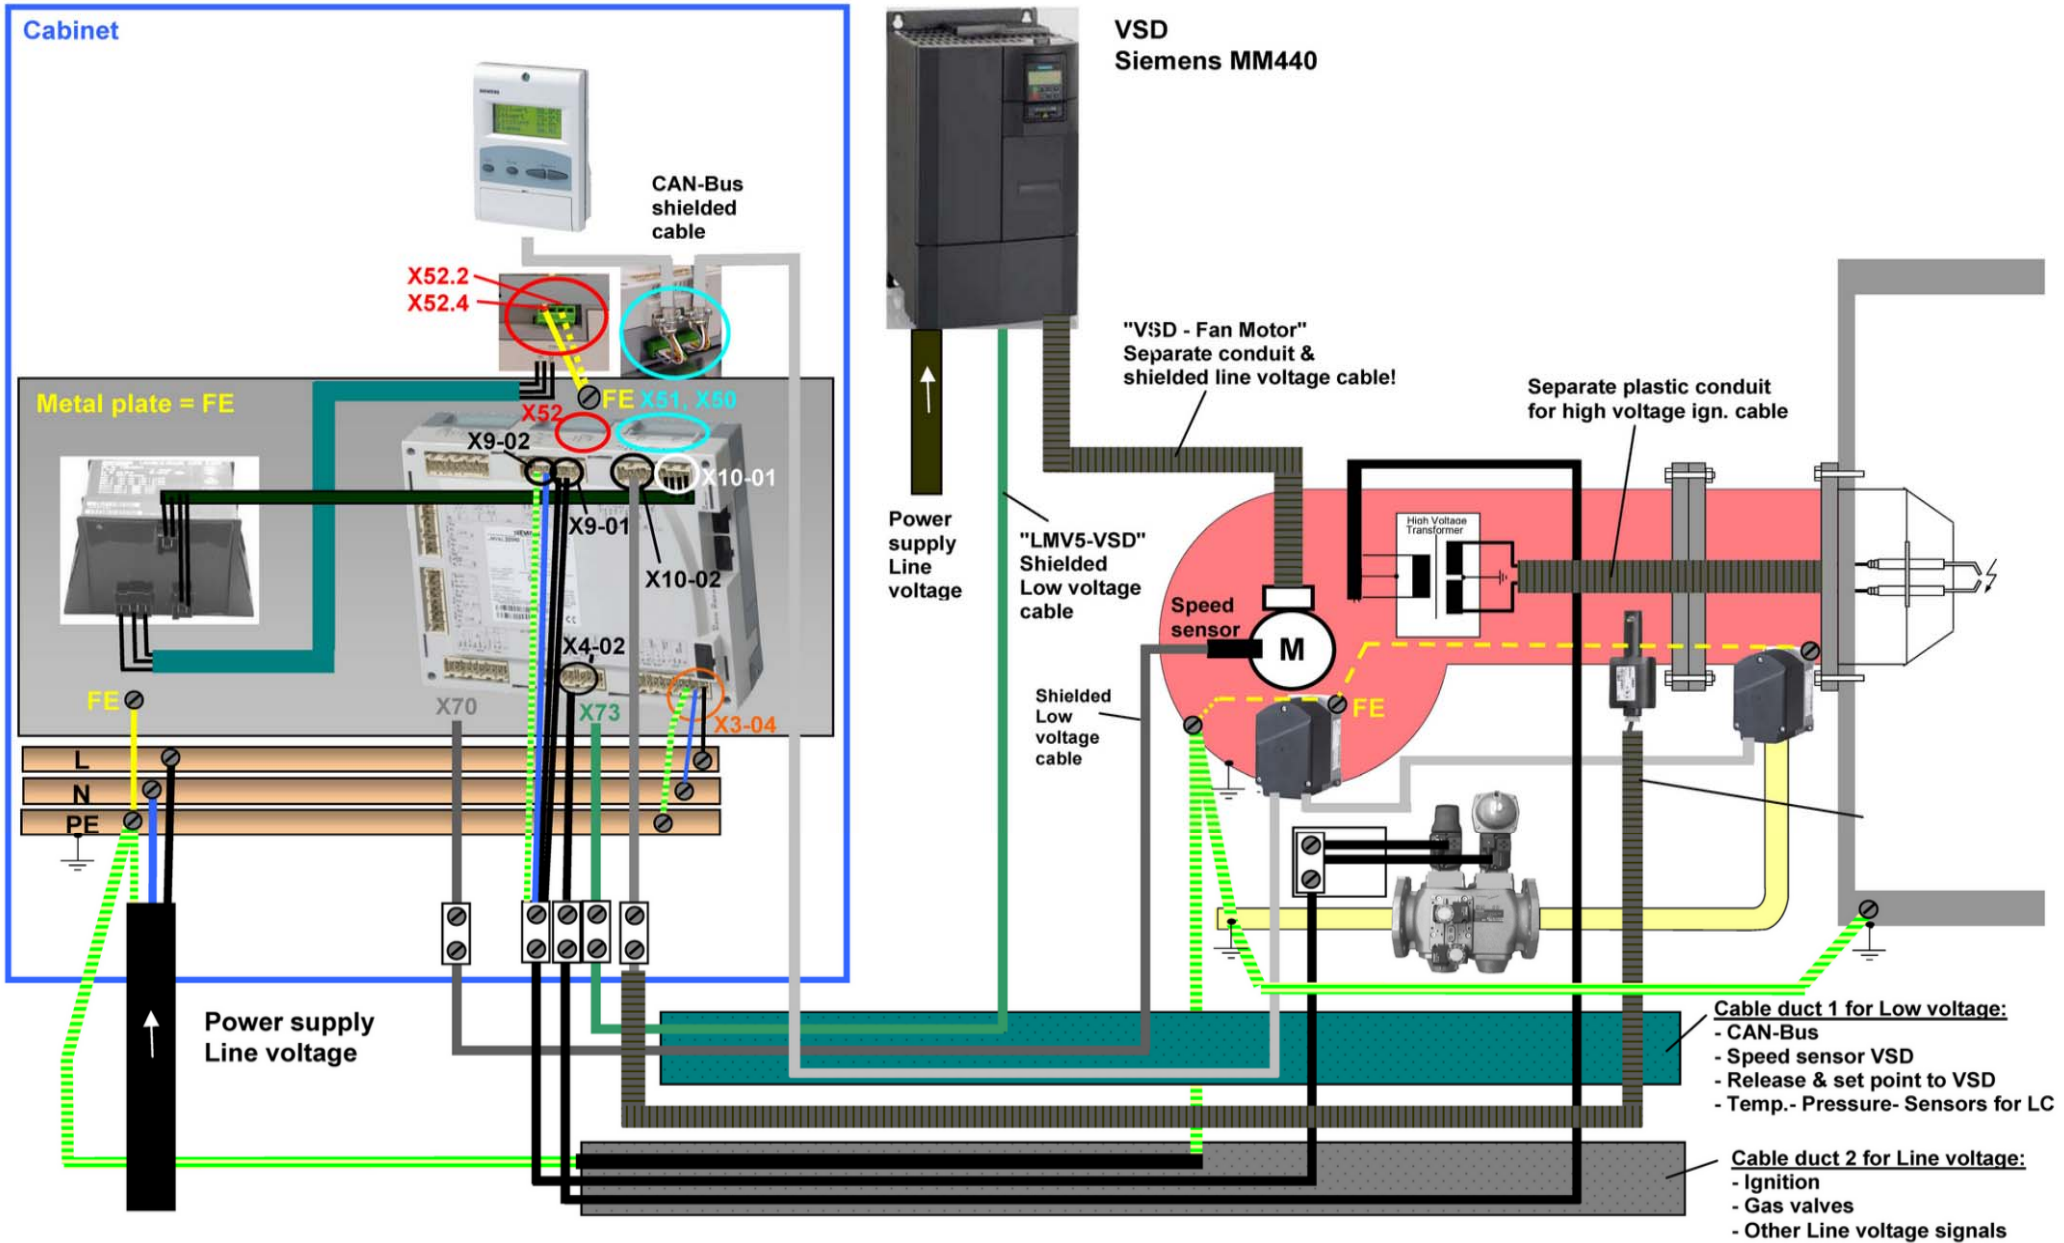 Cabinet
VSD
Siemens MM440
SIEMENS
CAN-Bus
shielded
cable
X52.2
X52.4
"VSD - Fan Motor"
Separate conduit &
shielded line voltage cable!
Separate plastic conduit
for high voltage ign. cable
Metal plate = FE
FE
X51, X50
X52
X9-02
X10-01
X9-01
X10-02
Power
supply
Line
voltage
"LMV5-VSD"
Shielded
Low voltage
cable
High Voltage
Transformer
Speed
sensor
M
X4-02
FE
X70
X73
X3-04
Shielded
Low
voltage
cable
FE
L
N
PE
Power supply
Line voltage
Cable duct 1 for Low voltage:
- CAN-Bus
- Speed sensor VSD
- Release & set point to VSD
- Temp.- Pressure- Sensors for LC
Cable duct 2 for Line voltage:
- Ignition
- Gas valves
- Other Line voltage signals